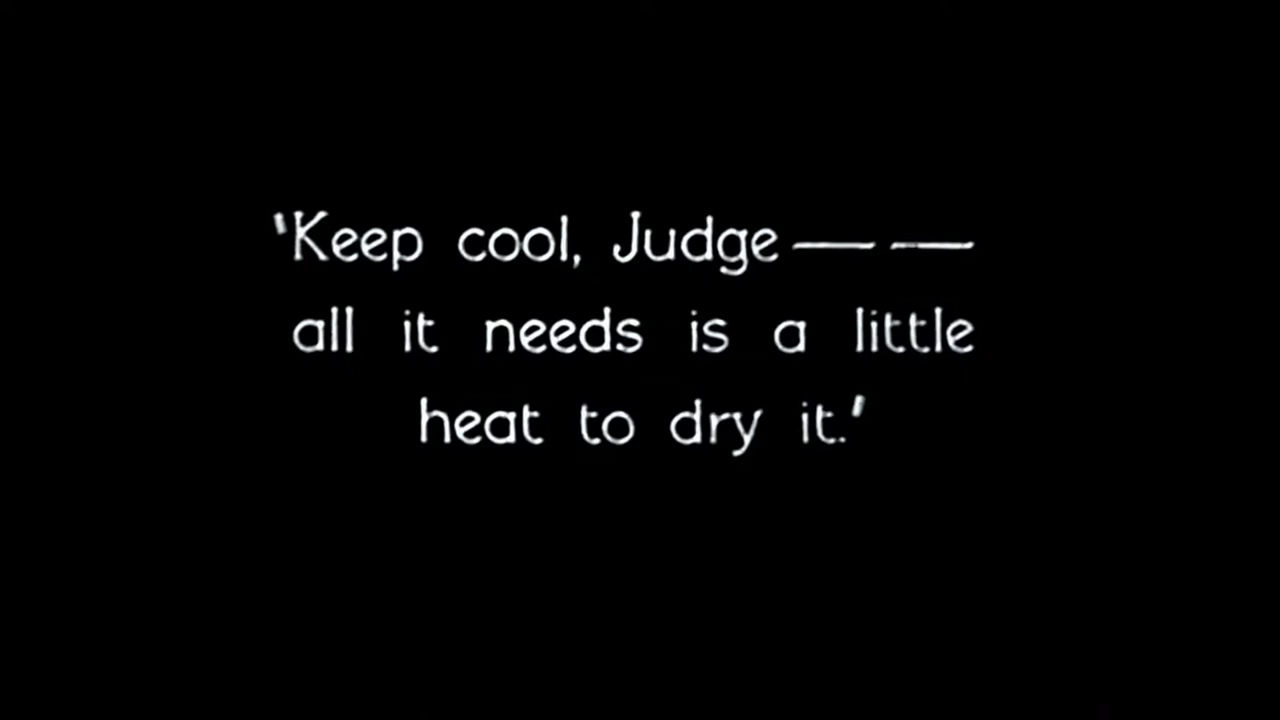 'Keep cool, Judge — —
all it needs is a little
heat to dry it.'